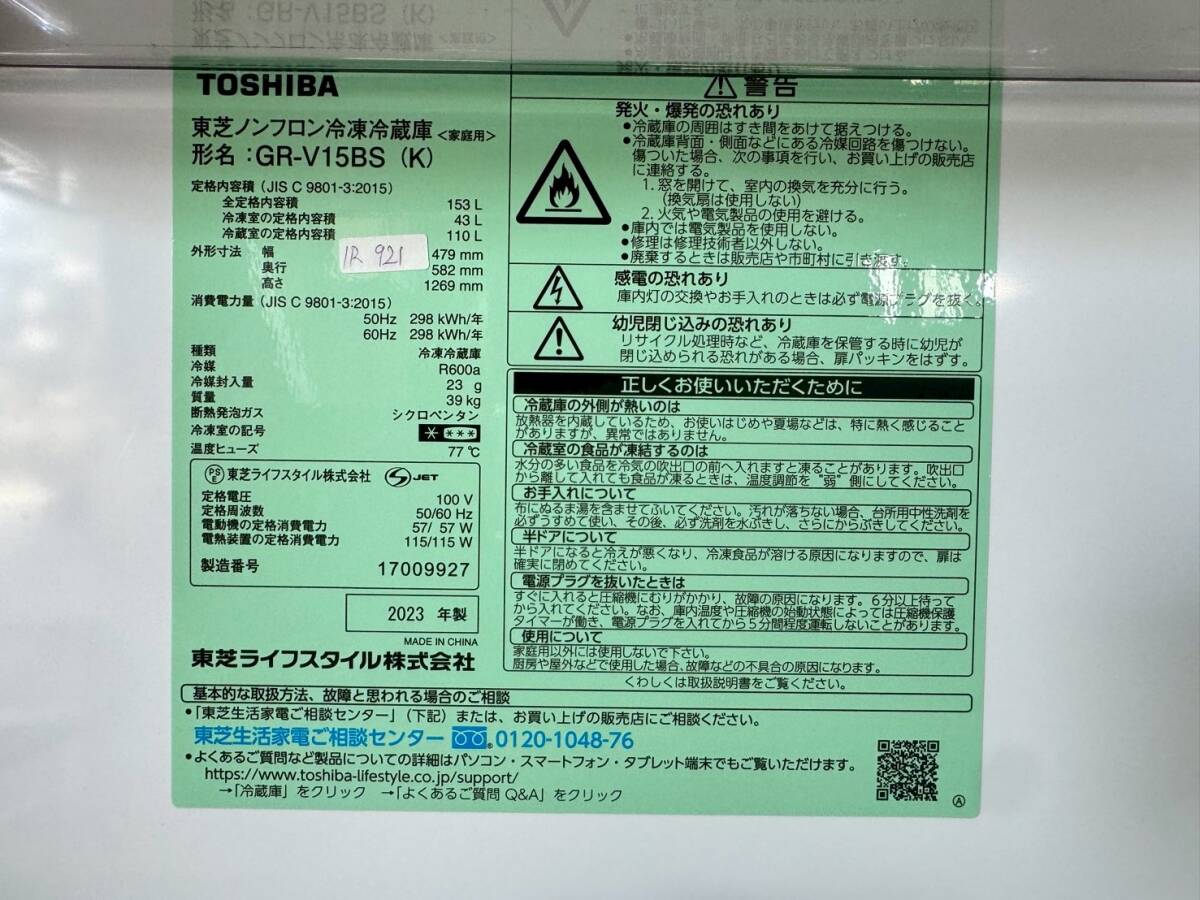 TOSHIBA
東芝ノンフロン冷凍冷蔵庫 <家庭用>
形名:GR-V15BS (K)
定格内容積 (JIS C 9801-3:2015)
全定格内容積 153 L
冷凍室の定格内容積 43 L
冷蔵室の定格内容積 110 L
外形寸法 幅 479 mm
奥行 582 mm
高さ 1269 mm
IR 921
消費電力量 (JIS C 9801-3:2015)
50Hz 298 kWh/年
60Hz 298 kWh/年
種類 冷凍冷蔵庫
冷媒 R600a
冷媒封入量 23 g
質量 39 kg
断熱発泡ガス シクロペンタン
冷凍室の記号
温度ヒューズ 77 ℃
PS E 東芝ライフスタイル株式会社 JET
定格電圧 100 V
定格周波数 50/60 Hz
電動機の定格消費電力 57/ 57 W
電熱装置の定格消費電力 115/115 W
製造番号 17009927
2023 年製
MADE IN CHINA
東芝ライフスタイル株式会社
警告
発火・爆発の恐れあり
●冷蔵庫の周囲はすき間をあけて据えつける。
●冷蔵庫背面・側面などにある冷媒回路を傷つけない。
傷ついた場合、次の事項を行い、お買い上げの販売店
に連絡する。
1. 窓を開けて、室内の換気を充分に行う。
(換気扇は使用しない)
2. 火気や電気製品の使用を避ける。
●庫内では電気製品を使用しない。
●修理は修理技術者以外しない。
●廃棄するときは販売店や市町村に引き渡す。
感電の恐れあり
庫内灯の交換やお手入れのときは必ず電源プラグを抜く。
幼児閉じ込みの恐れあり
リサイクル処理時など、冷蔵庫を保管する時に幼児が
閉じ込められる恐れがある場合、扉パッキンをはずす。
正しくお使いいただくために
冷蔵庫の外側が熱いのは
放熱器を内蔵しているため、お使いはじめや夏場などは、特に熱く感じること
がありますが、異常ではありません。
冷蔵室の食品が凍結するのは
水分の多い食品を冷気の吹出口の前へ入れますと凍ることがあります。吹出口
から離して入れても食品が凍るときは、温度調節を“弱”側にしてください。
お手入れについて
布にぬるま湯を含ませてふいてください。汚れが落ちない場合、台所用中性洗剤を
必ずうすめて使い、その後、必ず洗剤を水ぶきし、さらにからぶきしてください。
半ドアについて
半ドアになると冷えが悪くなり、冷凍食品が溶ける原因になりますので、扉は
確実に閉めてください。
電源プラグを抜いたときは
すぐに入れると圧縮機にむりがかかり、故障の原因になります。6分以上待って
から入れてください。なお、庫内温度や圧縮機の始動状態によっては圧縮機保護
タイマーが働き、電源プラグを入れてから5分間程度運転しないことがあります。
使用について
家庭用以外には使用しないで下さい。
厨房や屋外などで使用した場合、故障などの不具合の原因になります。
くわしくは取扱説明書をご覧ください。
基本的な取扱方法、故障と思われる場合のご相談
●「東芝生活家電ご相談センター」(下記)または、お買い上げの販売店にご相談ください。
東芝生活家電ご相談センター 0120-1048-76
●よくあるご質問など製品についての詳細はパソコン・スマートフォン・タブレット端末でもご覧いただけます。
https://www.toshiba-lifestyle.co.jp/support/
→「冷蔵庫」をクリック →「よくあるご質問 Q&A」をクリック
Ⓐ